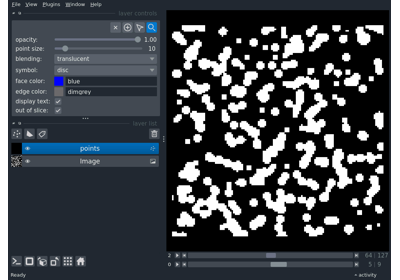 File View Plugins Window Help
layer controls
opacity: 1.00
point size: 10
blending: translucent
symbol: disc
face color: blue
edge color: dimgrey
display text:
out of slice:
layer list
points
Image
2 64 127
0 5 9
Ready activity